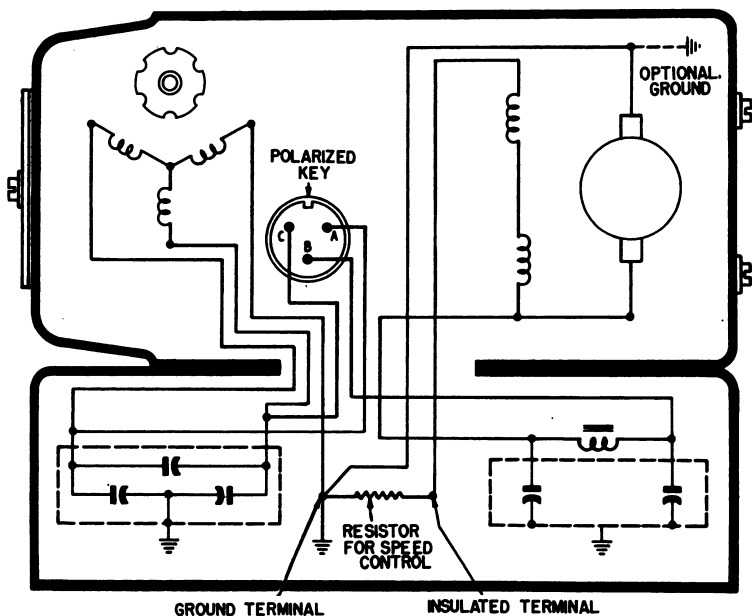 OPTIONAL.
GROUND
POLARIZED
KEY
C
A
B
RESISTOR
FOR SPEED
CONTROL
GROUND TERMINAL
INSULATED TERMINAL